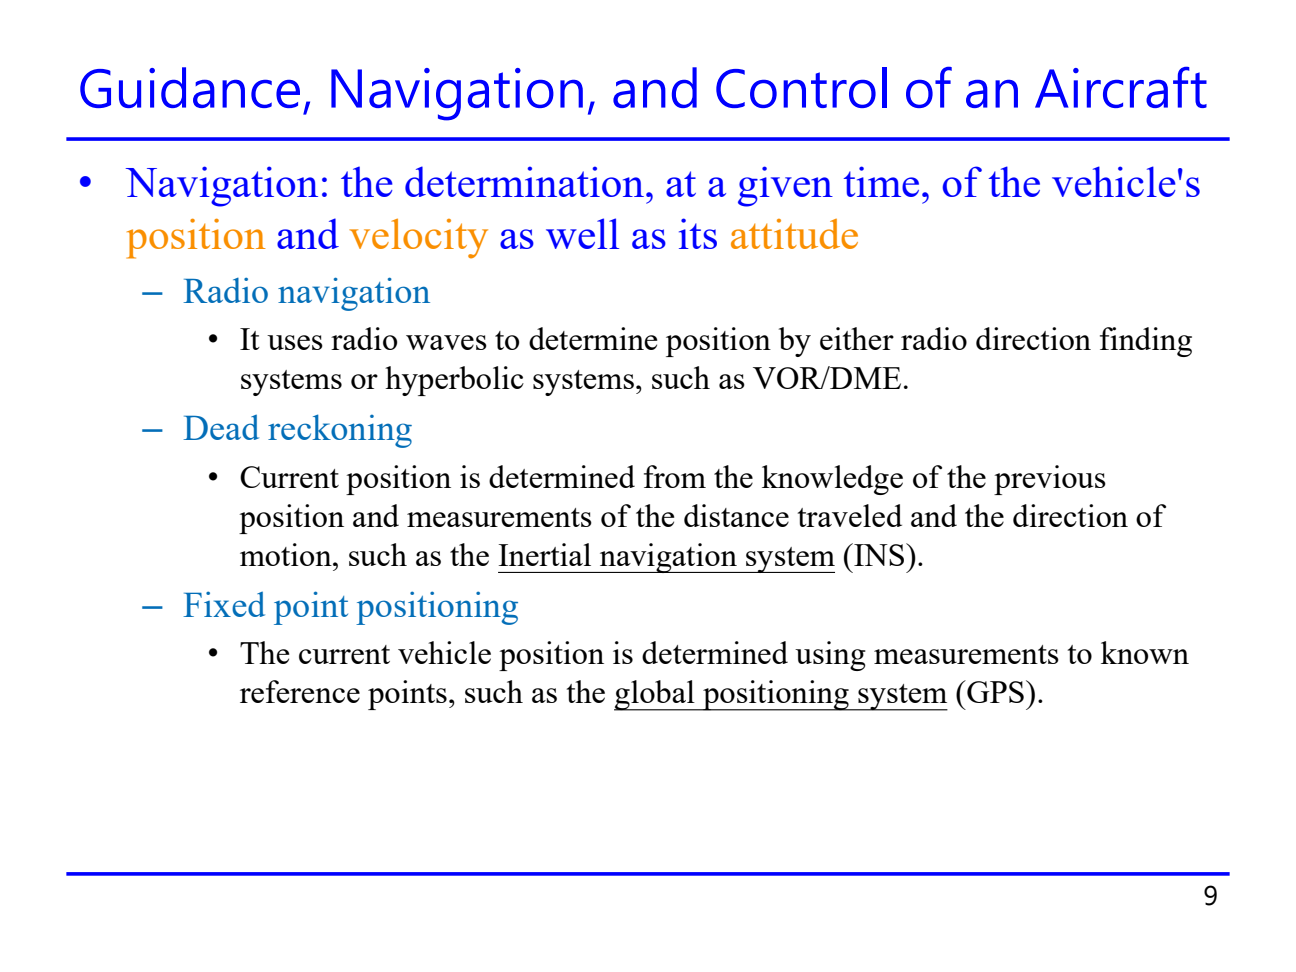 Guidance, Navigation, and Control of an Aircraft
• Navigation: the determination, at a given time, of the vehicle's
position and velocity as well as its attitude
– Radio navigation
• It uses radio waves to determine position by either radio direction finding
systems or hyperbolic systems, such as VOR/DME.
– Dead reckoning
• Current position is determined from the knowledge of the previous
position and measurements of the distance traveled and the direction of
motion, such as the Inertial navigation system (INS).
– Fixed point positioning
• The current vehicle position is determined using measurements to known
reference points, such as the global positioning system (GPS).
9